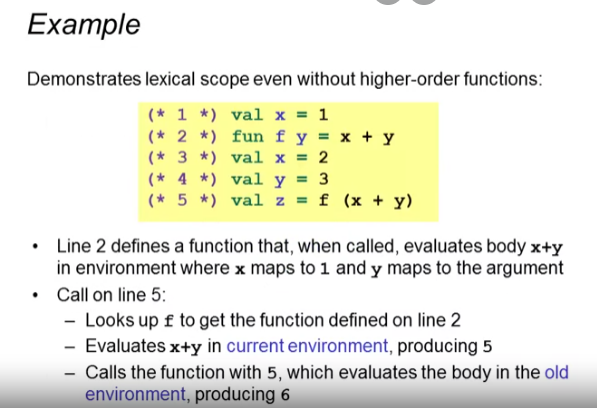 Example
Demonstrates lexical scope even without higher-order functions:
(* 1 *) val x = 1
(* 2 *) fun f y = x + y
(* 3 *) val x = 2
(* 4 *) val y = 3
(* 5 *) val z = f (x + y)
• Line 2 defines a function that, when called, evaluates body x+y
in environment where x maps to 1 and y maps to the argument
• Call on line 5:
– Looks up f to get the function defined on line 2
– Evaluates x+y in current environment, producing 5
– Calls the function with 5, which evaluates the body in the old
environment, producing 6